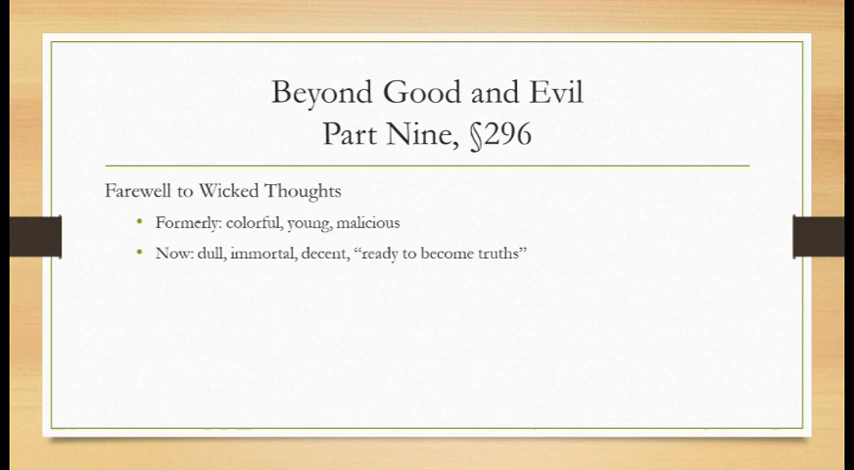 Beyond Good and Evil
Part Nine, §296
Farewell to Wicked Thoughts
• Formerly: colorful, young, malicious
• Now: dull, immortal, decent, “ready to become truths”